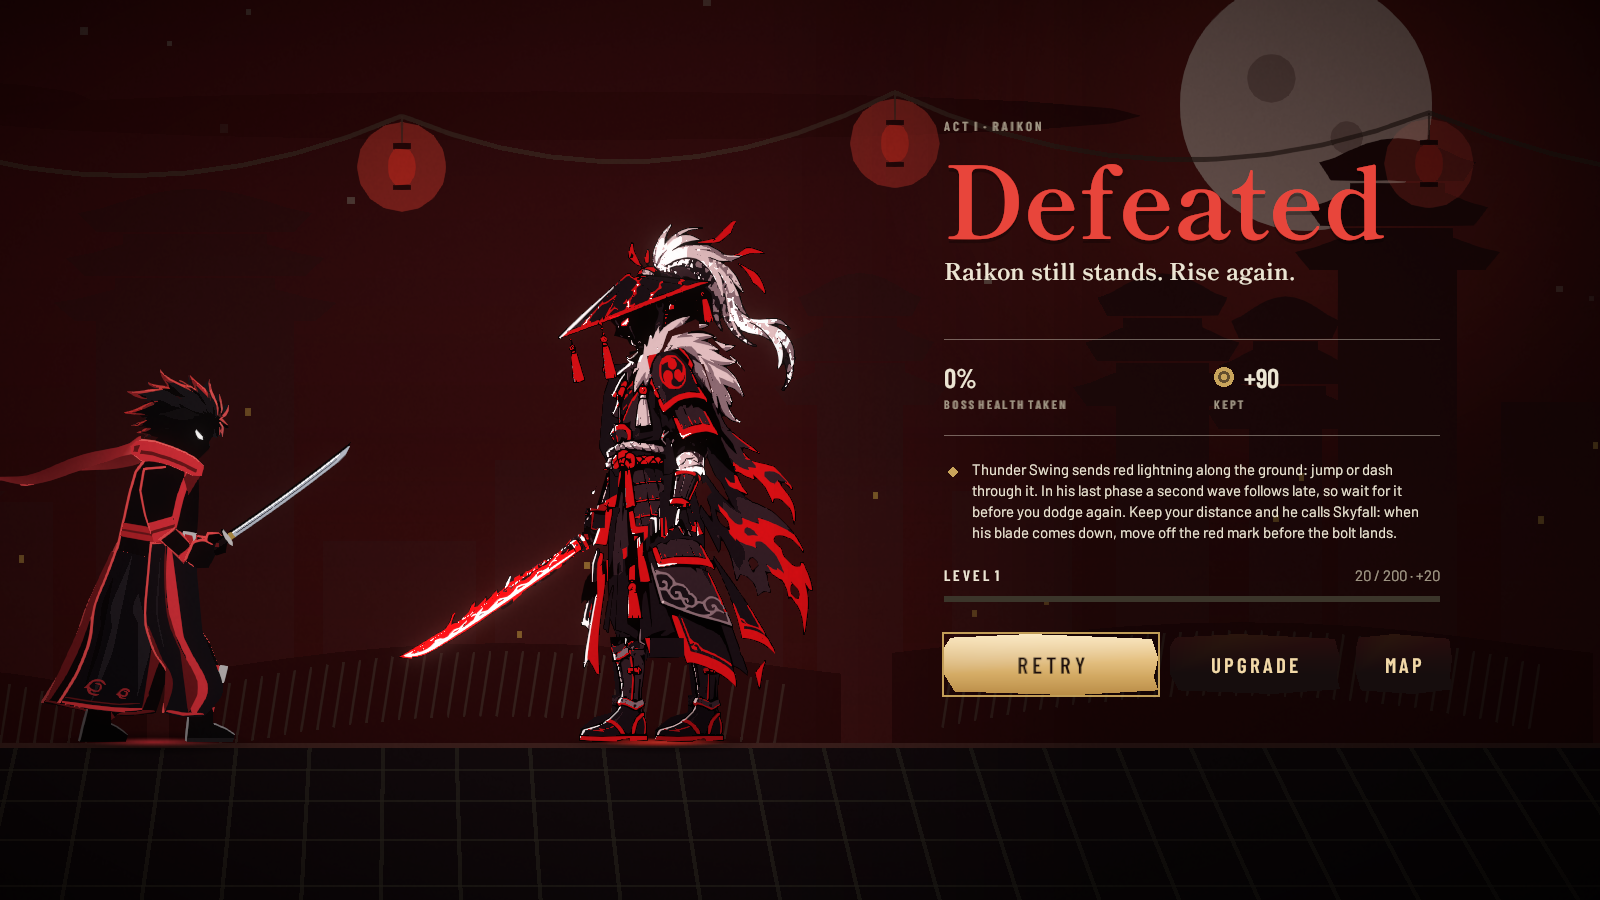 ACT I · RAIKON
Defeated
Raikon still stands. Rise again.
0%
BOSS HEALTH TAKEN
+90
KEPT
Thunder Swing sends red lightning along the ground: jump or dash
through it. In his last phase a second wave follows late, so wait for it
before you dodge again. Keep your distance and he calls Skyfall: when
his blade comes down, move off the red mark before the bolt lands.
LEVEL 1
20 / 200 · +20
RETRY
UPGRADE
MAP